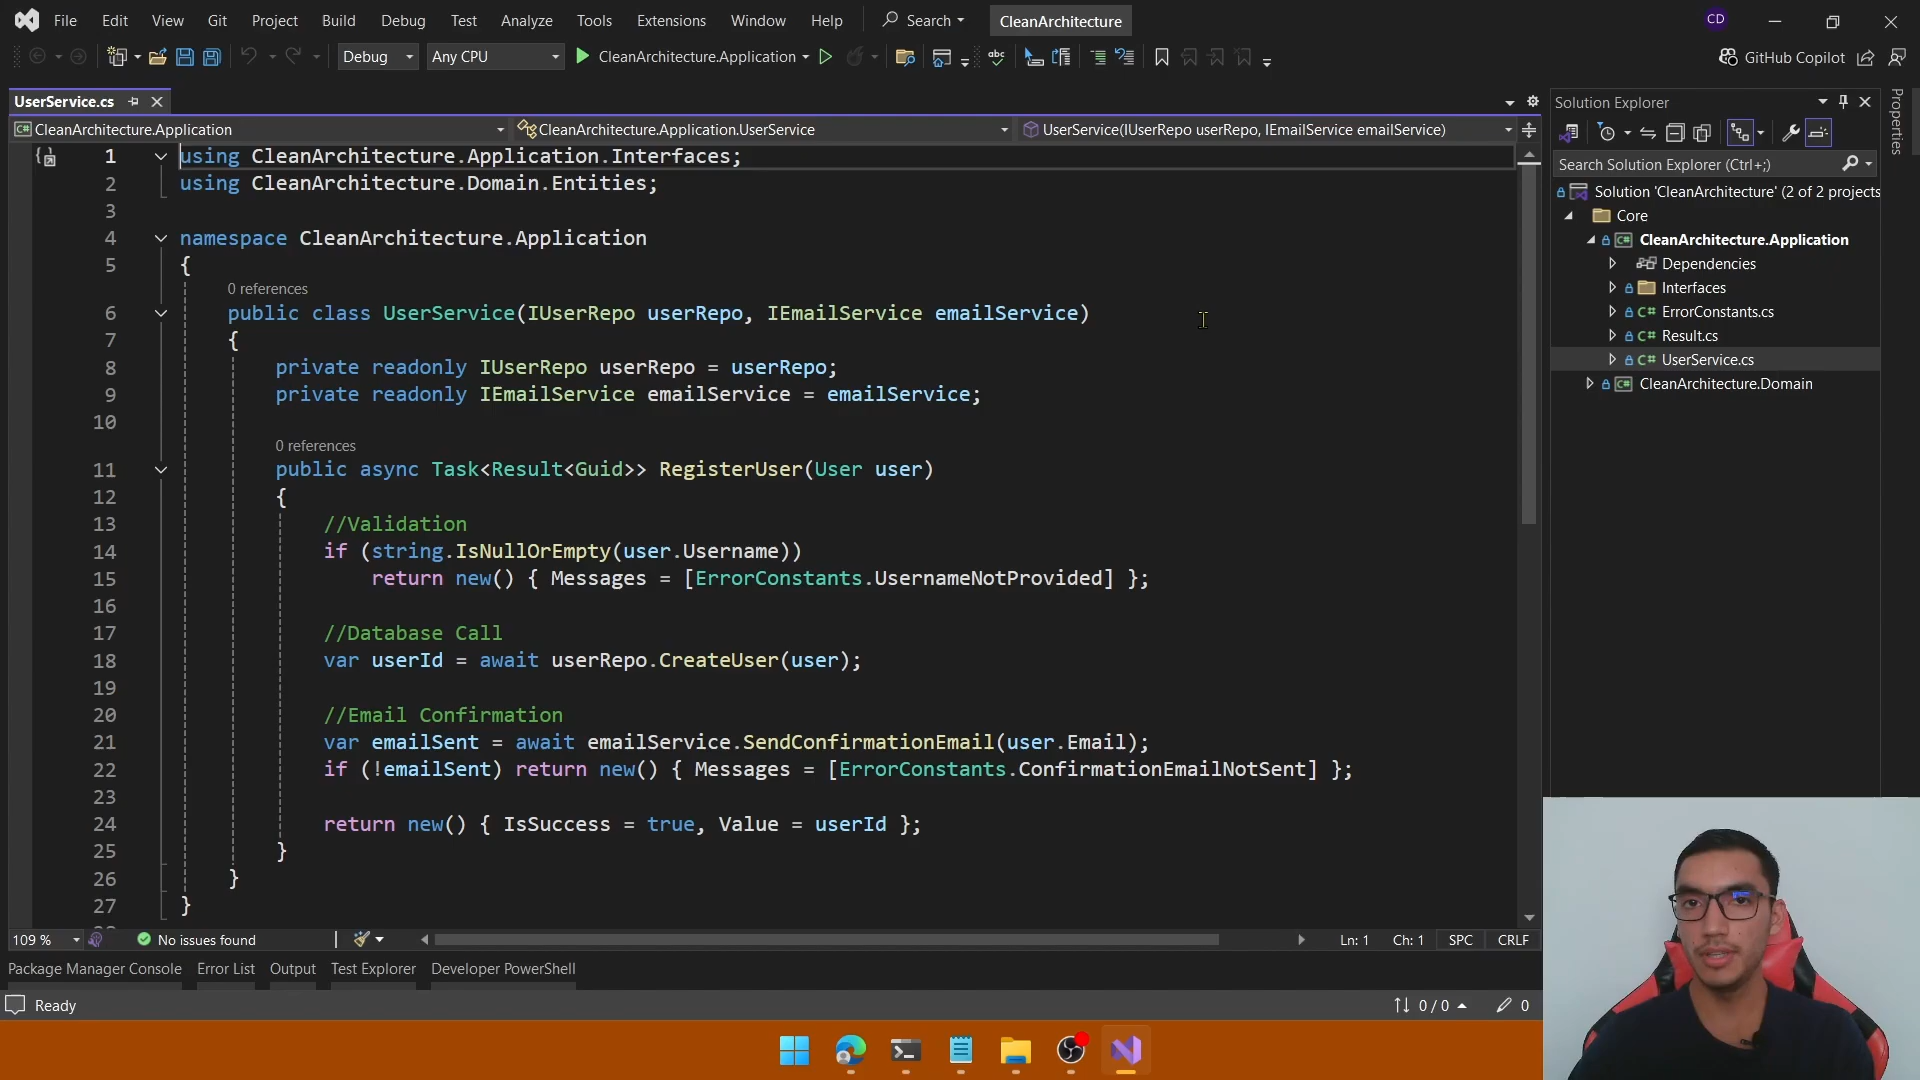 File Edit View Git Project Build Debug Test Analyze Tools Extensions Window Help Search CleanArchitecture CD
Debug Any CPU CleanArchitecture.Application abc GitHub Copilot
UserService.cs
C# CleanArchitecture.Application CleanArchitecture.Application.UserService UserService(IUserRepo userRepo, IEmailService emailService)
1 using CleanArchitecture.Application.Interfaces;
2 using CleanArchitecture.Domain.Entities;
3
4 namespace CleanArchitecture.Application
5 {
0 references
6 public class UserService(IUserRepo userRepo, IEmailService emailService)
7 {
8 private readonly IUserRepo userRepo = userRepo;
9 private readonly IEmailService emailService = emailService;
10
0 references
11 public async Task<Result<Guid>> RegisterUser(User user)
12 {
13 //Validation
14 if (string.IsNullOrEmpty(user.Username))
15 return new() { Messages = [ErrorConstants.UsernameNotProvided] };
16
17 //Database Call
18 var userId = await userRepo.CreateUser(user);
19
20 //Email Confirmation
21 var emailSent = await emailService.SendConfirmationEmail(user.Email);
22 if (!emailSent) return new() { Messages = [ErrorConstants.ConfirmationEmailNotSent] };
23
24 return new() { IsSuccess = true, Value = userId };
25 }
26 }
27 }
109 % No issues found Ln: 1 Ch: 1 SPC CRLF
Package Manager Console Error List Output Test Explorer Developer PowerShell
Ready 0 / 0 0
Solution Explorer
Search Solution Explorer (Ctrl+;)
Solution 'CleanArchitecture' (2 of 2 projects
Core
C# CleanArchitecture.Application
Dependencies
Interfaces
C# ErrorConstants.cs
C# Result.cs
C# UserService.cs
C# CleanArchitecture.Domain
Properties